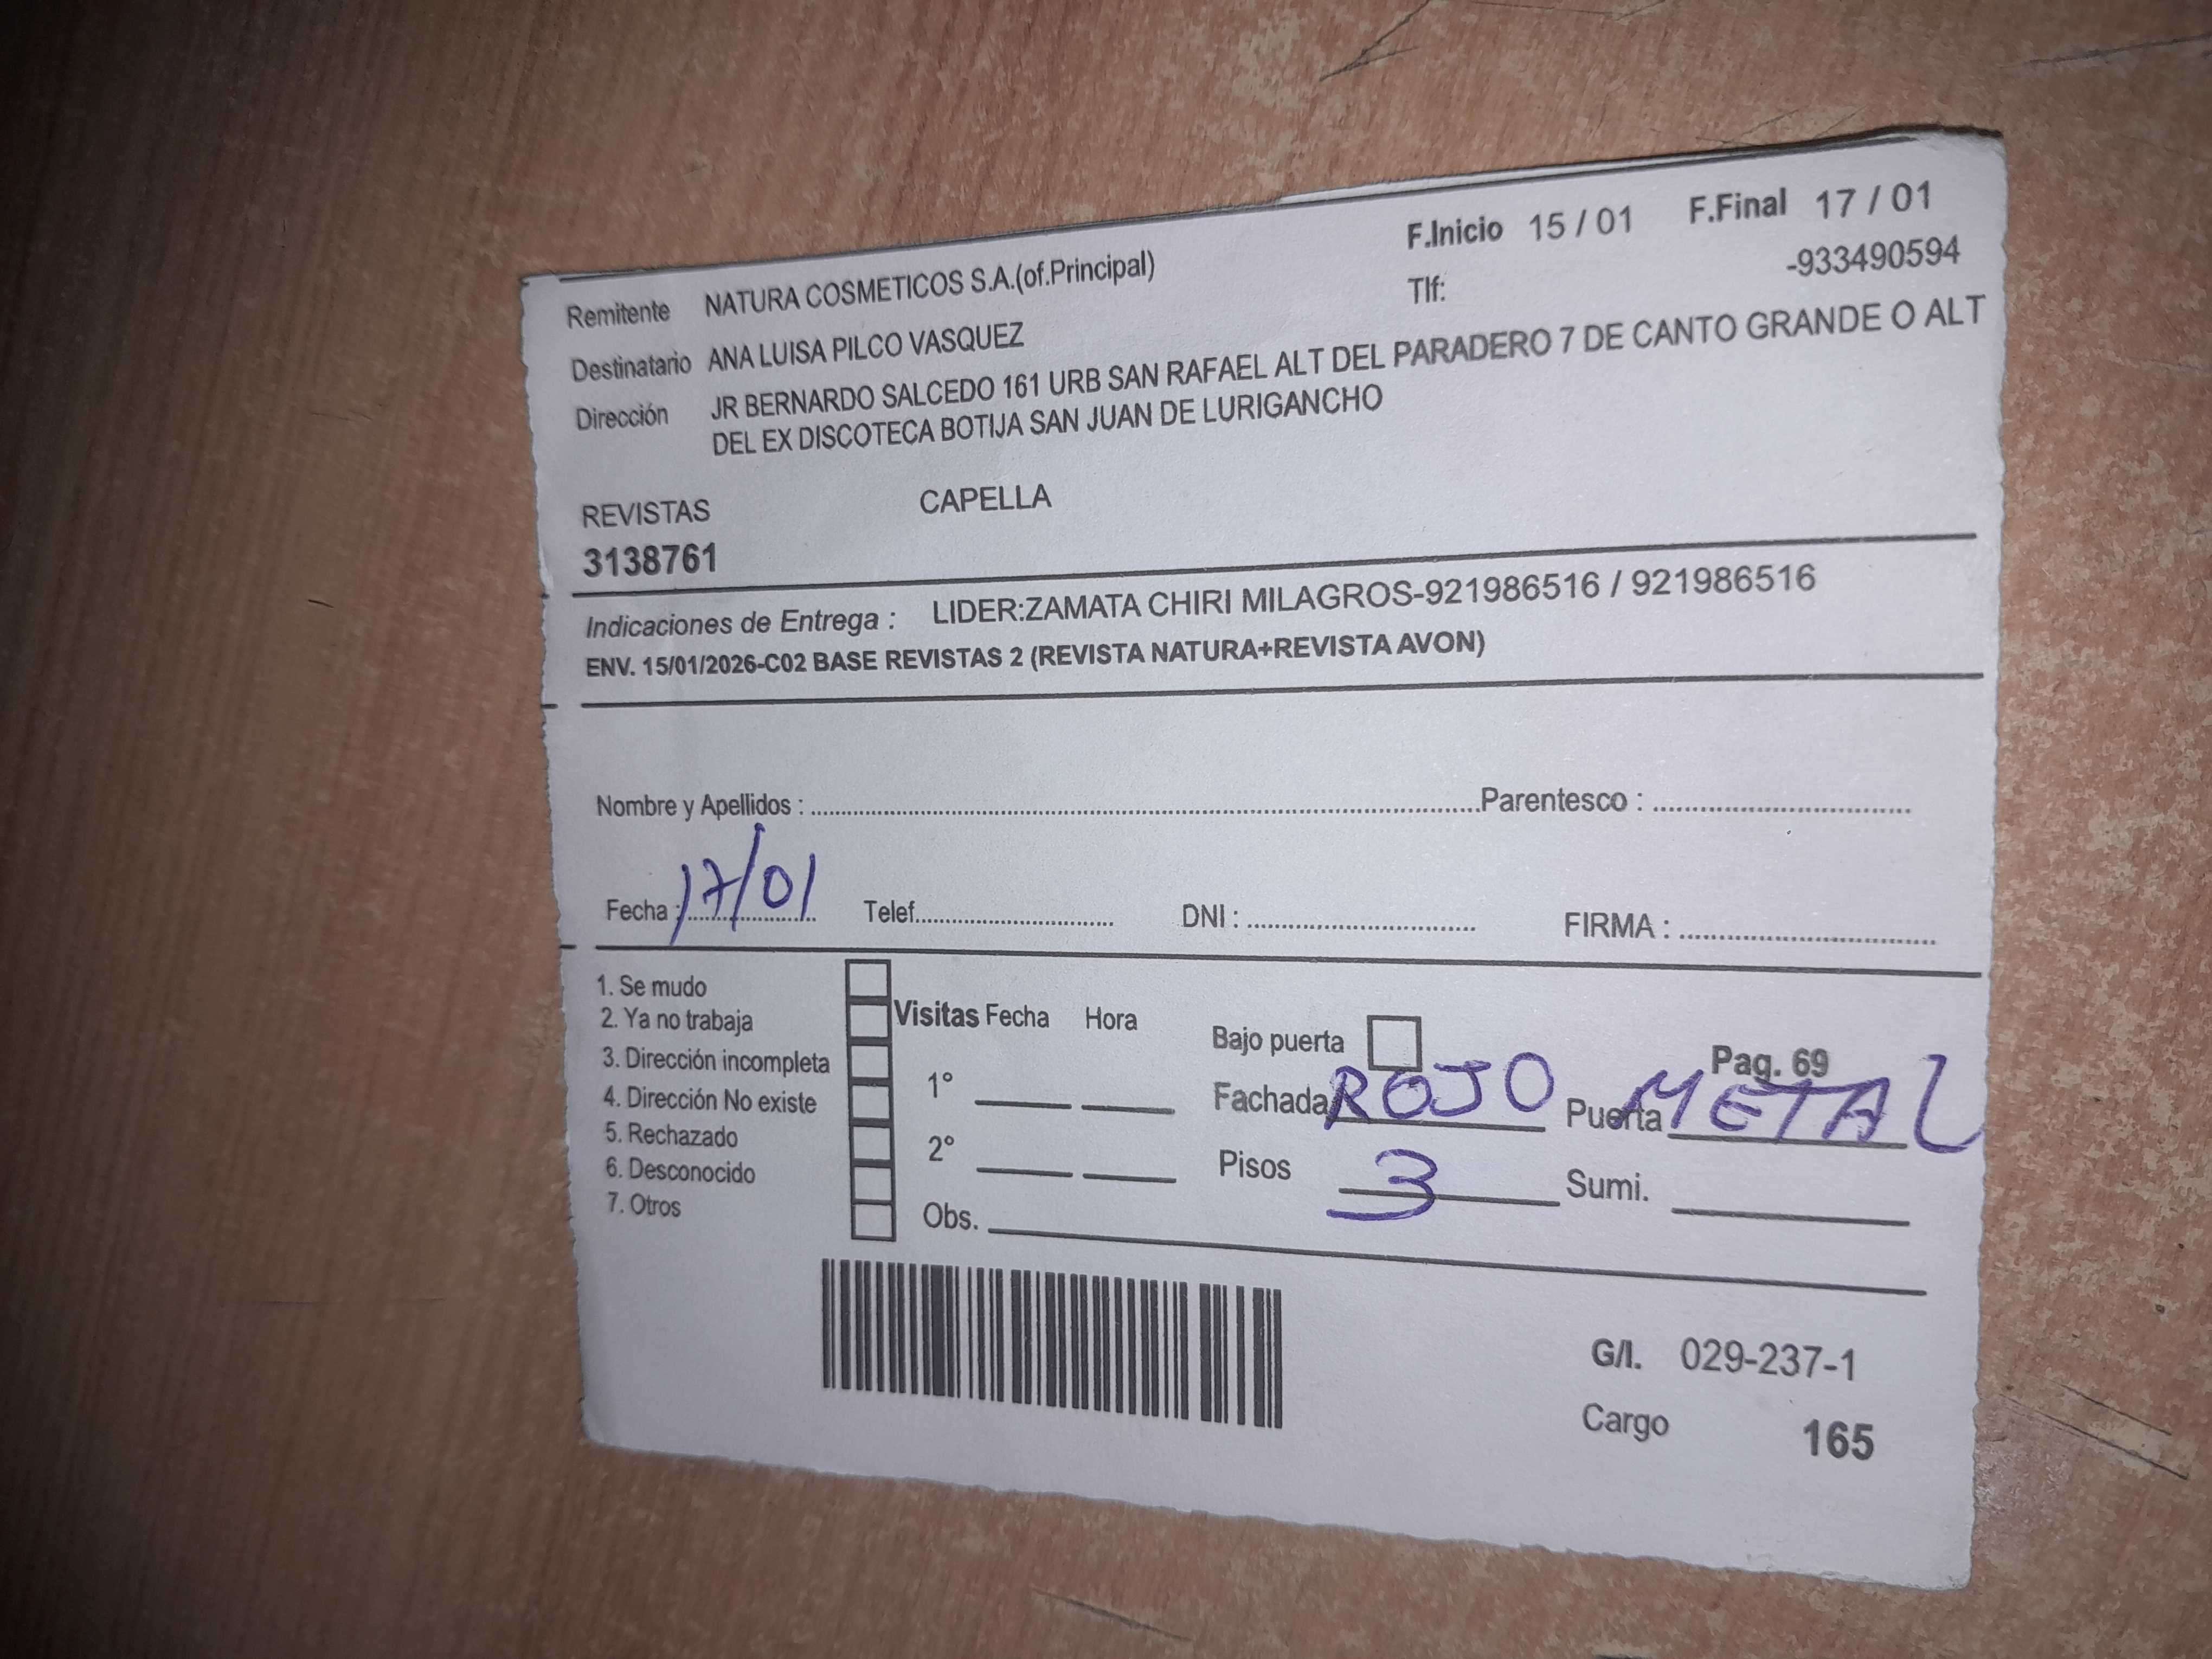 F.Inicio 15 / 01 F.Final 17 / 01
Remitente NATURA COSMETICOS S.A.(of.Principal) Tlf: -933490594
Destinatario ANA LUISA PILCO VASQUEZ
Dirección JR BERNARDO SALCEDO 161 URB SAN RAFAEL ALT DEL PARADERO 7 DE CANTO GRANDE O ALT
DEL EX DISCOTECA BOTIJA SAN JUAN DE LURIGANCHO
REVISTAS CAPELLA
3138761
Indicaciones de Entrega : LIDER:ZAMATA CHIRI MILAGROS-921986516 / 921986516
ENV. 15/01/2026-C02 BASE REVISTAS 2 (REVISTA NATURA+REVISTA AVON)
Nombre y Apellidos : Parentesco :
Fecha : 17/01 Telef. DNI : FIRMA :
1. Se mudo
2. Ya no trabaja
3. Dirección incompleta
4. Dirección No existe
5. Rechazado
6. Desconocido
7. Otros
Visitas Fecha Hora
1°
2°
Obs.
Bajo puerta Pag. 69
Fachada ROJO Puerta METAL
Pisos 3 Sumi.
G/I. 029-237-1
Cargo 165